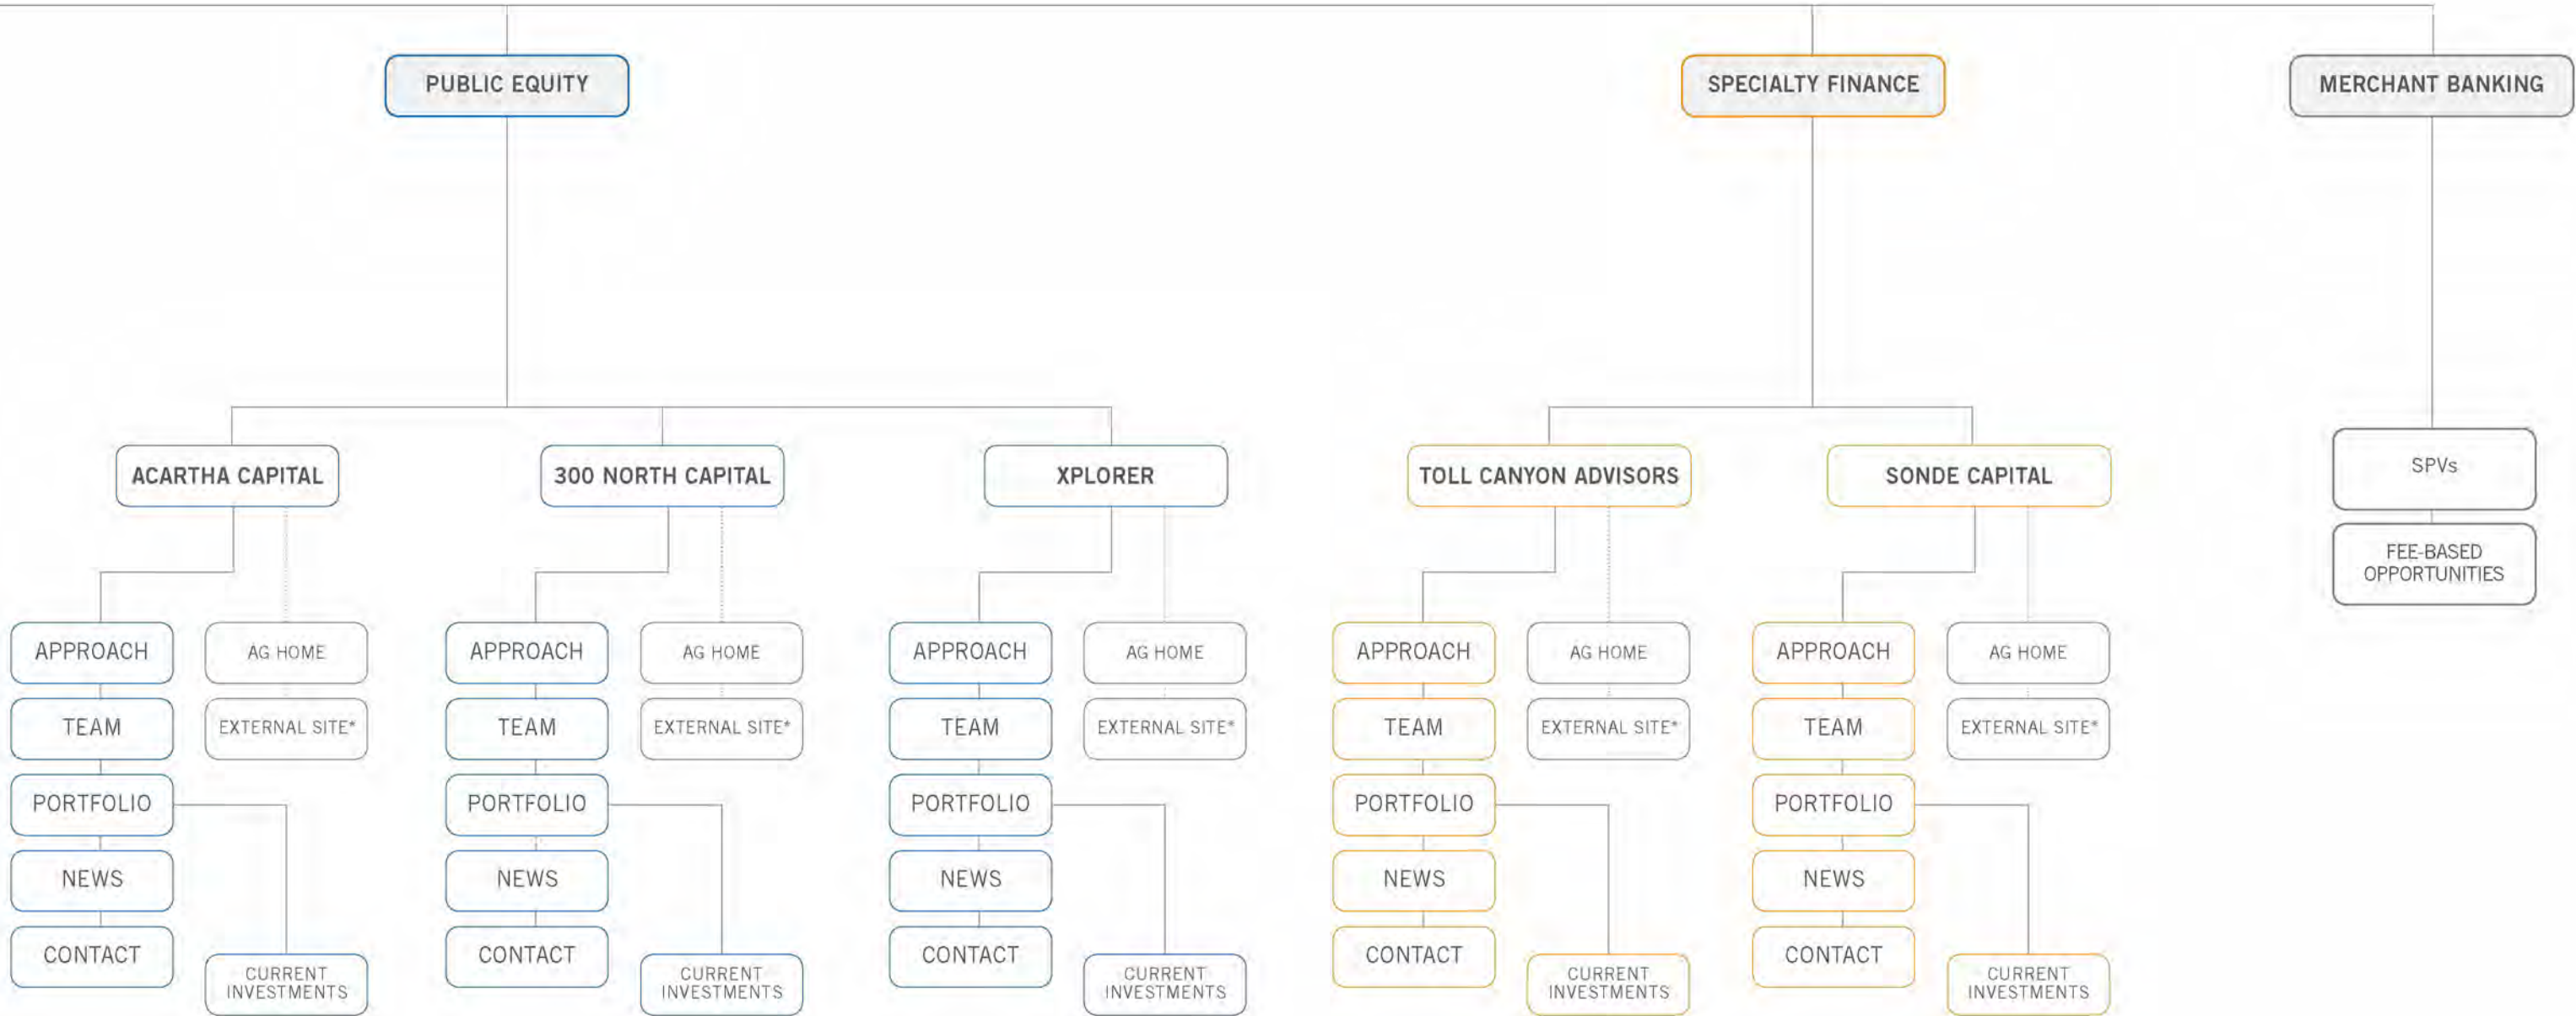 PUBLIC EQUITY
SPECIALTY FINANCE
MERCHANT BANKING
ACARTHA CAPITAL
300 NORTH CAPITAL
XPLORER
TOLL CANYON ADVISORS
SONDE CAPITAL
SPVs
FEE-BASED
OPPORTUNITIES
APPROACH
AG HOME
TEAM
EXTERNAL SITE*
PORTFOLIO
NEWS
CONTACT
CURRENT
INVESTMENTS
APPROACH
AG HOME
TEAM
EXTERNAL SITE*
PORTFOLIO
NEWS
CONTACT
CURRENT
INVESTMENTS
APPROACH
AG HOME
TEAM
EXTERNAL SITE*
PORTFOLIO
NEWS
CONTACT
CURRENT
INVESTMENTS
APPROACH
AG HOME
TEAM
EXTERNAL SITE*
PORTFOLIO
NEWS
CONTACT
CURRENT
INVESTMENTS
APPROACH
AG HOME
TEAM
EXTERNAL SITE*
PORTFOLIO
NEWS
CONTACT
CURRENT
INVESTMENTS